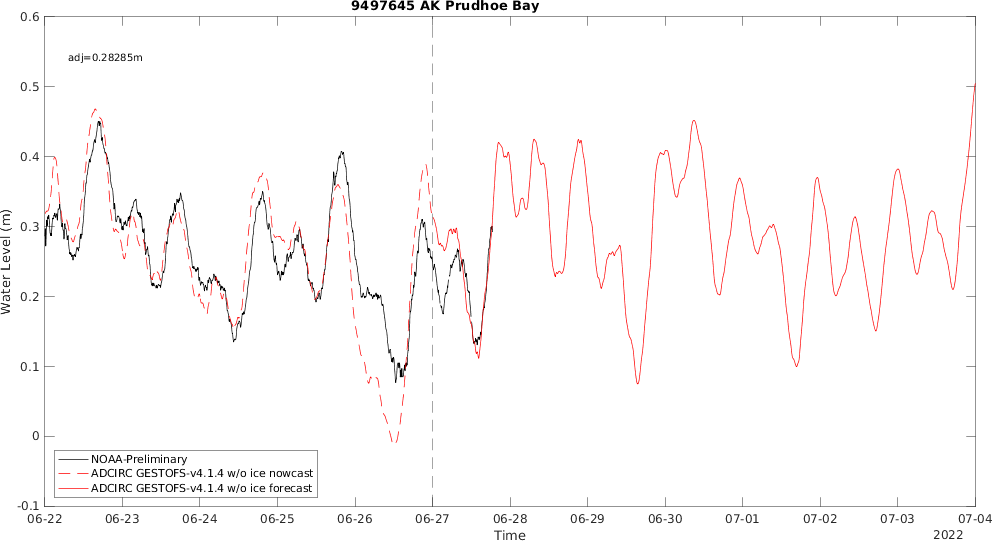 9497645 AK Prudhoe Bay
0.6
adj=0.28285m
0.5
0.4
0.3
0.2
0.1
0
-0.1
Water Level (m)
NOAA-Preliminary
ADCIRC GESTOFS-v4.1.4 w/o ice nowcast
ADCIRC GESTOFS-v4.1.4 w/o ice forecast
06-22 06-23 06-24 06-25 06-26 06-27 06-28 06-29 06-30 07-01 07-02 07-03 07-04
Time
2022